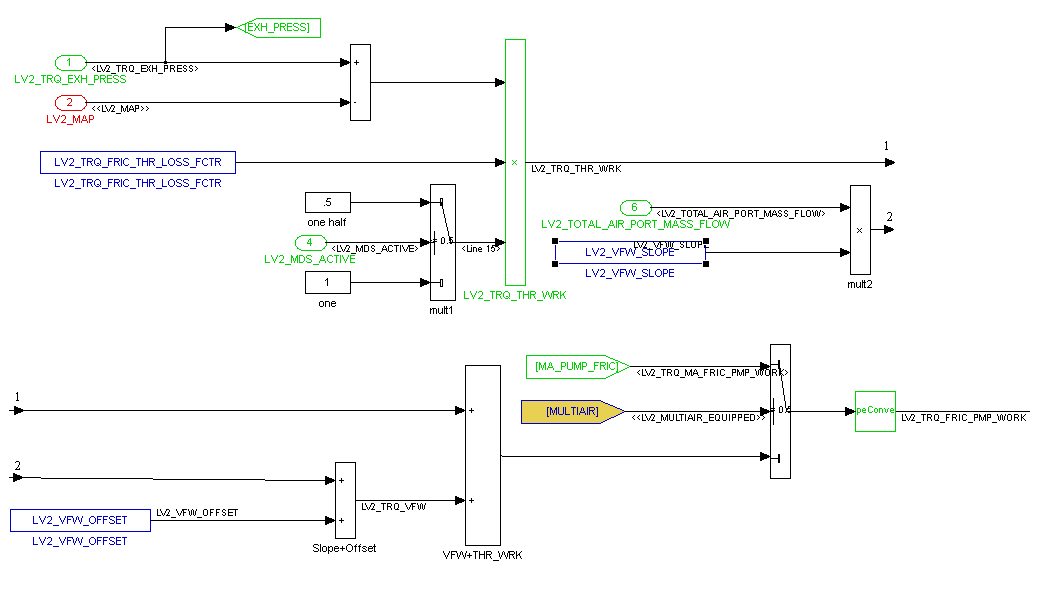 [EXH_PRESS]
1
<LV2_TRQ_EXH_PRESS>
LV2_TRQ_EXH_PRESS
+
2
<<LV2_MAP>>
LV2_MAP
-
LV2_TRQ_FRIC_THR_LOSS_FCTR
LV2_TRQ_FRIC_THR_LOSS_FCTR
×
LV2_TRQ_THR_WRK
1
.5
one half
4
<LV2_MDS_ACTIVE>
LV2_MDS_ACTIVE
= 0.5
<Line 15>
1
one
mult1
LV2_TRQ_THR_WRK
6
<LV2_TOTAL_AIR_PORT_MASS_FLOW>
LV2_TOTAL_AIR_PORT_MASS_FLOW
LV2_VFW_SLOPE
LV2_VFW_SLOPE
LV2_VFW_SLOPE
×
2
mult2
[MA_PUMP_FRIC]
<LV2_TRQ_MA_FRIC_PMP_WORK>
[MULTIAIR]
<<LV2_MULTIAIR_EQUIPPED>>
= 0.5
peConve
LV2_TRQ_FRIC_PMP_WORK
1
+
2
+
LV2_VFW_OFFSET
LV2_VFW_OFFSET
LV2_VFW_OFFSET
+
Slope+Offset
LV2_TRQ_VFW
+
VFW+THR_WRK